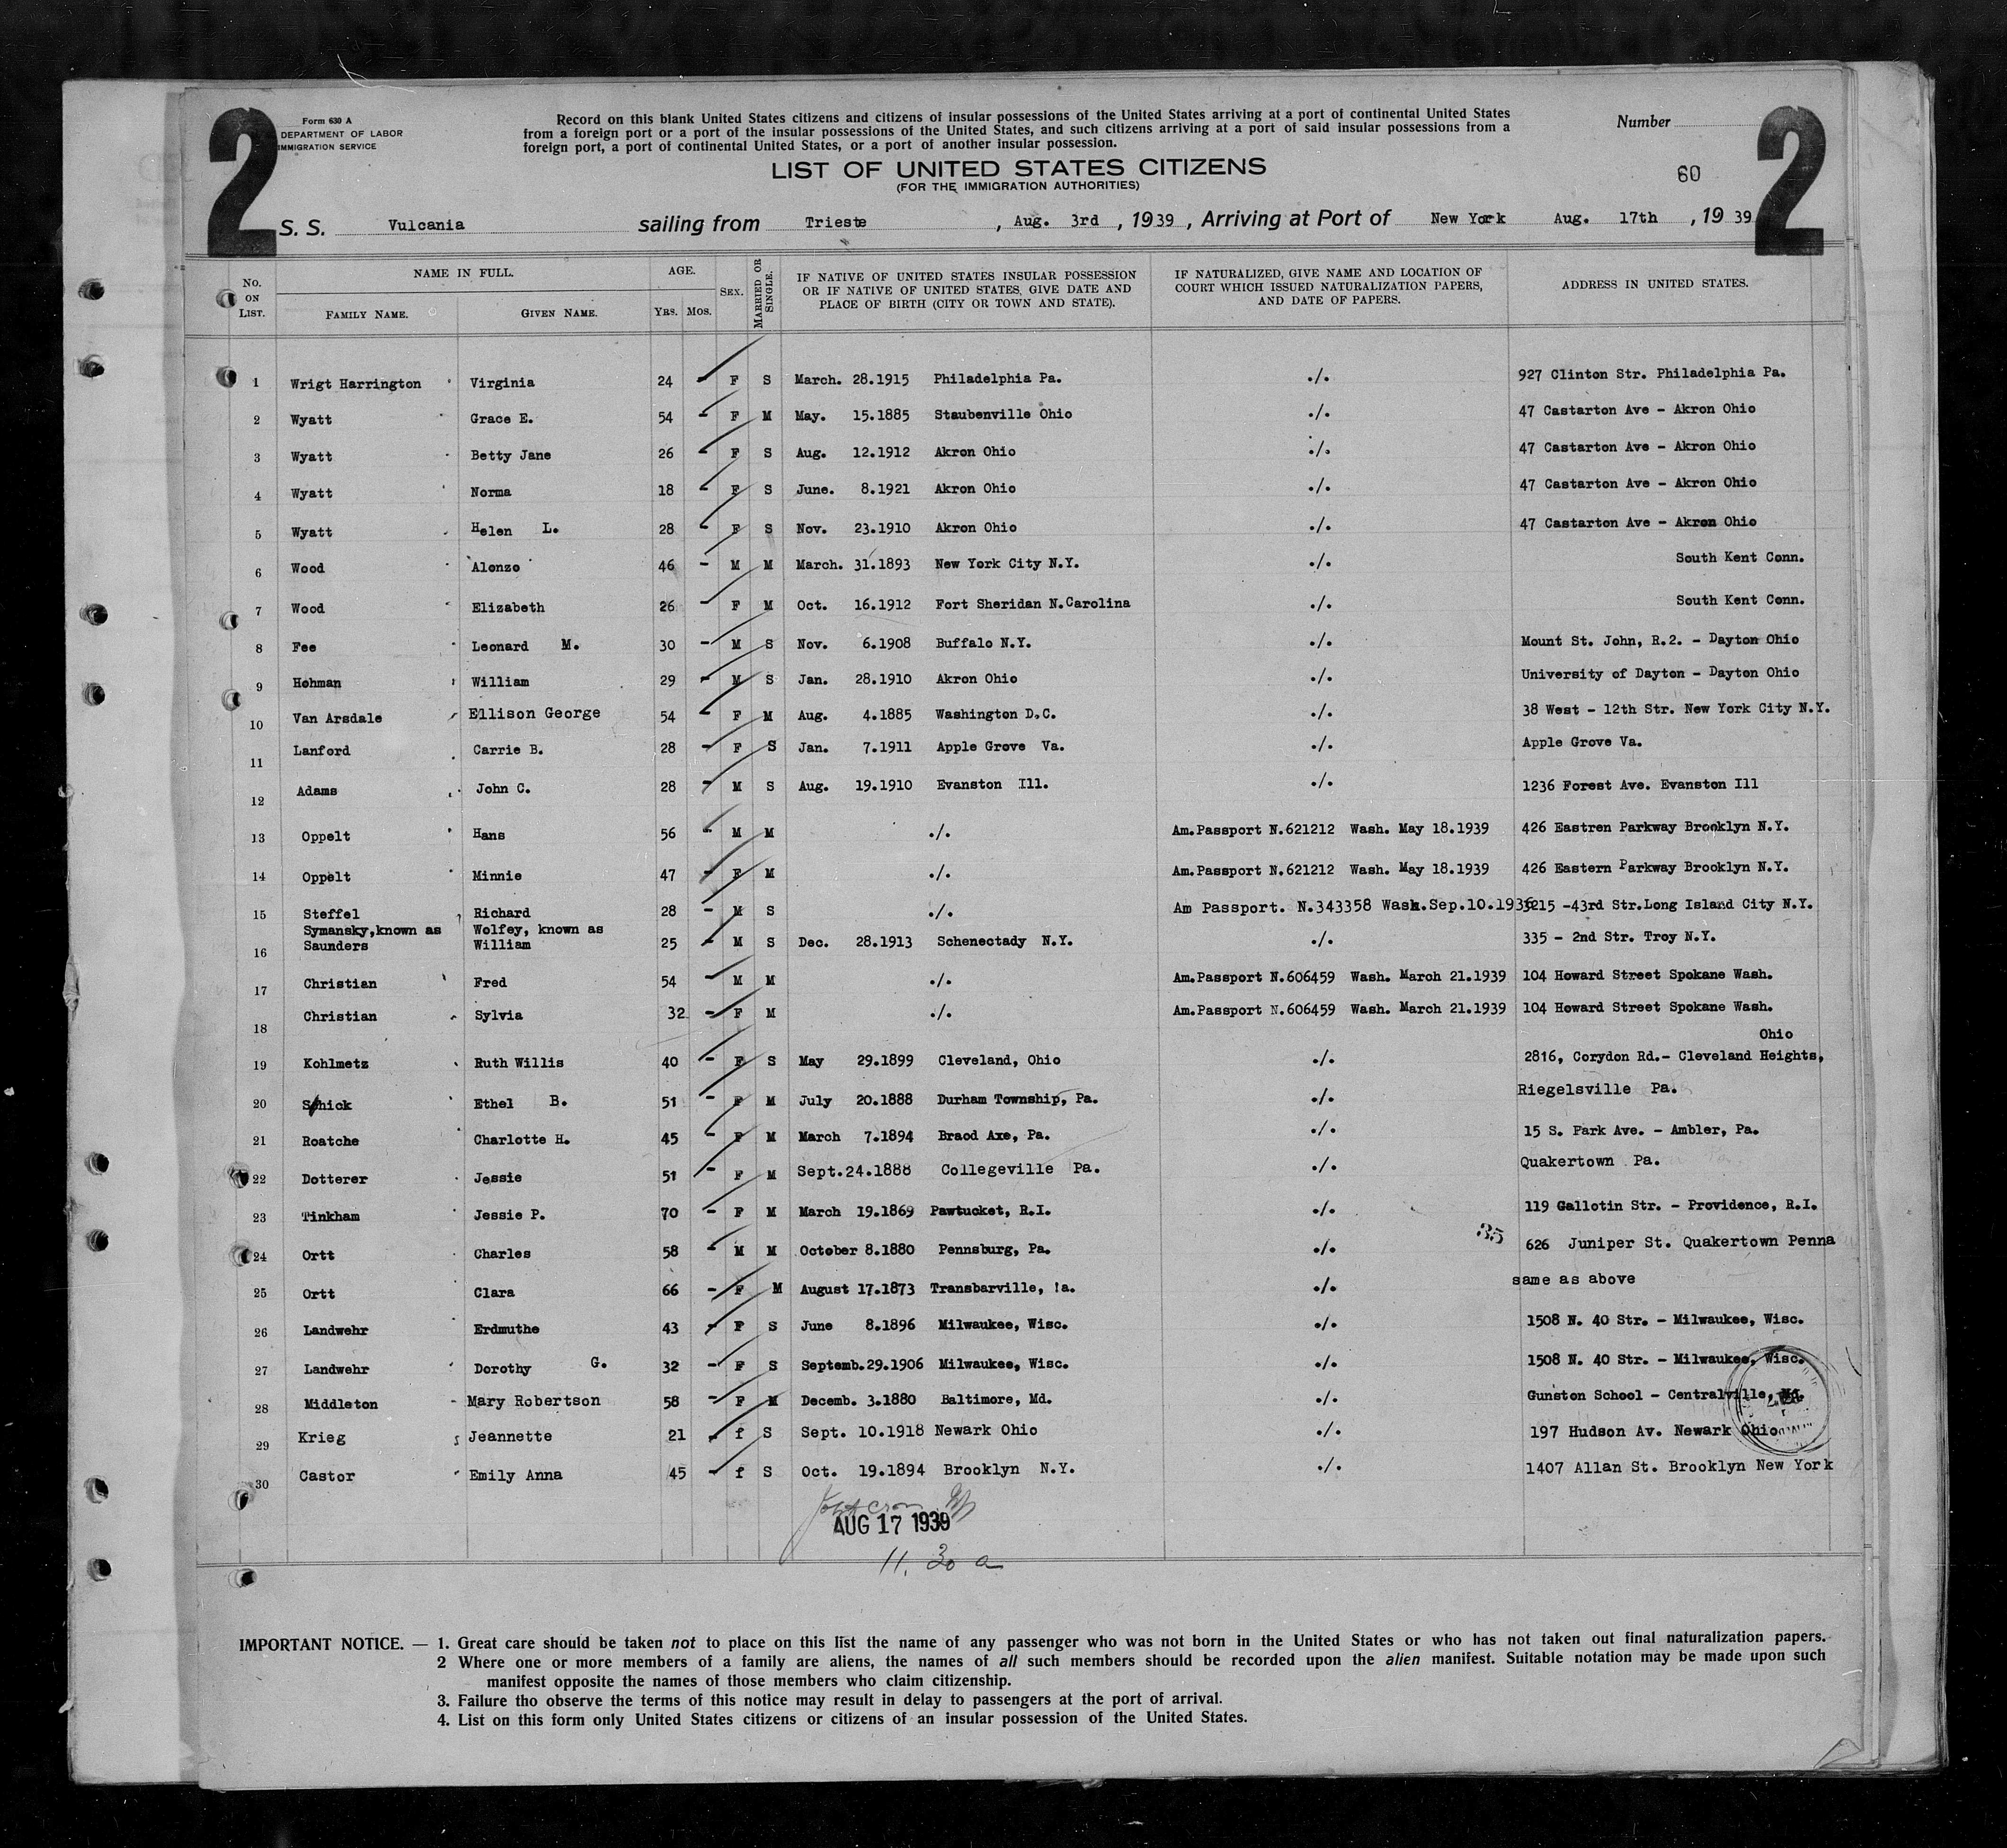 2
Form 630 A
DEPARTMENT OF LABOR
IMMIGRATION SERVICE
Record on this blank United States citizens and citizens of insular possessions of the United States arriving at a port of continental United States
from a foreign port or a port of the insular possessions of the United States, and such citizens arriving at a port of said insular possessions from a
foreign port, a port of continental United States, or a port of another insular possession.
Number
2
LIST OF UNITED STATES CITIZENS
(FOR THE IMMIGRATION AUTHORITIES)
60
S. S. Vulcania sailing from Trieste , Aug. 3rd , 1939 , Arriving at Port of New York Aug. 17th , 19 39
No. ON LIST. NAME IN FULL. FAMILY NAME. GIVEN NAME. AGE. YRS. MOS. SEX. MARRIED OR SINGLE. IF NATIVE OF UNITED STATES INSULAR POSSESSION OR IF NATIVE OF UNITED STATES, GIVE DATE AND PLACE OF BIRTH (CITY OR TOWN AND STATE). IF NATURALIZED, GIVE NAME AND LOCATION OF COURT WHICH ISSUED NATURALIZATION PAPERS, AND DATE OF PAPERS. ADDRESS IN UNITED STATES.
1 Wrigt Harrington Virginia 24 - F S March. 28.1915 Philadelphia Pa. ./. 927 Clinton Str. Philadelphia Pa.
2 Wyatt Grace E. 54 - F M May. 15.1885 Staubenville Ohio ./. 47 Castarton Ave - Akron Ohio
3 Wyatt Betty Jane 26 - F S Aug. 12.1912 Akron Ohio ./. 47 Castarton Ave - Akron Ohio
4 Wyatt Norma 18 - F S June. 8.1921 Akron Ohio ./. 47 Castarton Ave - Akron Ohio
5 Wyatt Helen L. 28 - F S Nov. 23.1910 Akron Ohio ./. 47 Castarton Ave - Akron Ohio
6 Wood Alonzo 46 - M M March. 31.1893 New York City N.Y. ./. South Kent Conn.
7 Wood Elizabeth 26 - F M Oct. 16.1912 Fort Sheridan N.Carolina ./. South Kent Conn.
8 Fee Leonard M. 30 - M S Nov. 6.1908 Buffalo N.Y. ./. Mount St. John, R.2. - Dayton Ohio
9 Hohman William 29 - M S Jan. 28.1910 Akron Ohio ./. University of Dayton - Dayton Ohio
10 Van Arsdale Ellison George 54 - F M Aug. 4.1885 Washington D.C. ./. 38 West - 12th Str. New York City N.Y.
11 Lanford Carrie B. 28 - F S Jan. 7.1911 Apple Grove Va. ./. Apple Grove Va.
12 Adams John C. 28 - M S Aug. 19.1910 Evanston Ill. ./. 1236 Forest Ave. Evanston Ill
13 Oppelt Hans 56 - M M ./. Am.Passport N.621212 Wash. May 18.1939 426 Eastren Parkway Brooklyn N.Y.
14 Oppelt Minnie 47 - F M ./. Am.Passport N.621212 Wash. May 18.1939 426 Eastern Parkway Brooklyn N.Y.
15 Steffel Richard 28 - M S ./. Am Passport. N.343358 Wash.Sep.10.1936 3215 -43rd Str.Long Island City N.Y.
Symansky,known as Wolfey, known as
16 Saunders William 25 - M S Dec. 28.1913 Schenectady N.Y. ./. 335 - 2nd Str. Troy N.Y.
17 Christian Fred 54 - M M ./. Am.Passport N.606459 Wash. March 21.1939 104 Howard Street Spokane Wash.
18 Christian Sylvia 32 - F M ./. Am.Passport N.606459 Wash. March 21.1939 104 Howard Street Spokane Wash.
Ohio
19 Kohlmetz Ruth Willis 40 - F S May 29.1899 Cleveland, Ohio ./. 2816, Corydon Rd.- Cleveland Heights,
20 Shick Ethel B. 51 - F M July 20.1888 Durham Township, Pa. ./. Riegelsville Pa.
21 Roatche Charlotte H. 45 - F M March 7.1894 Braod Axe, Pa. ./. 15 S. Park Ave. - Ambler, Pa.
22 Dotterer Jessie 51 - F M Sept.24.1888 Collegeville Pa. ./. Quakertown Pa.
23 Tinkham Jessie P. 70 - F M March 19.1869 Pawtucket, R.I. ./. 119 Gallotin Str. - Providence, R.I.
35
24 Ortt Charles 58 - M M October 8.1880 Pennsburg, Pa. ./. 626 Juniper St. Quakertown Penna
25 Ortt Clara 66 - F M August 17.1873 Transbarville, ./. same as above
26 Landwehr Erdmuthe 43 - F S June 8.1896 Milwaukee, Wisc. ./. 1508 N. 40 Str. - Milwaukee, Wisc.
27 Landwehr Dorothy G. 32 - F S Septemb.29.1906 Milwaukee, Wisc. ./. 1508 N. 40 Str. - Milwaukee, Wisc.
28 Middleton Mary Robertson 58 - F M Decemb. 3.1880 Baltimore, Md. ./. Gunston School - Centralville,
29 Krieg Jeannette 21 - f S Sept. 10.1918 Newark Ohio ./. 197 Hudson Av. Newark Ohio
30 Castor Emily Anna 45 - f S Oct. 19.1894 Brooklyn N.Y. ./. 1407 Allan St. Brooklyn New York
AUG 17 1939
11. 30 a
IMPORTANT NOTICE. — 1. Great care should be taken not to place on this list the name of any passenger who was not born in the United States or who has not taken out final naturalization papers.
2 Where one or more members of a family are aliens, the names of all such members should be recorded upon the alien manifest. Suitable notation may be made upon such
manifest opposite the names of those members who claim citizenship.
3. Failure tho observe the terms of this notice may result in delay to passengers at the port of arrival.
4. List on this form only United States citizens or citizens of an insular possession of the United States.